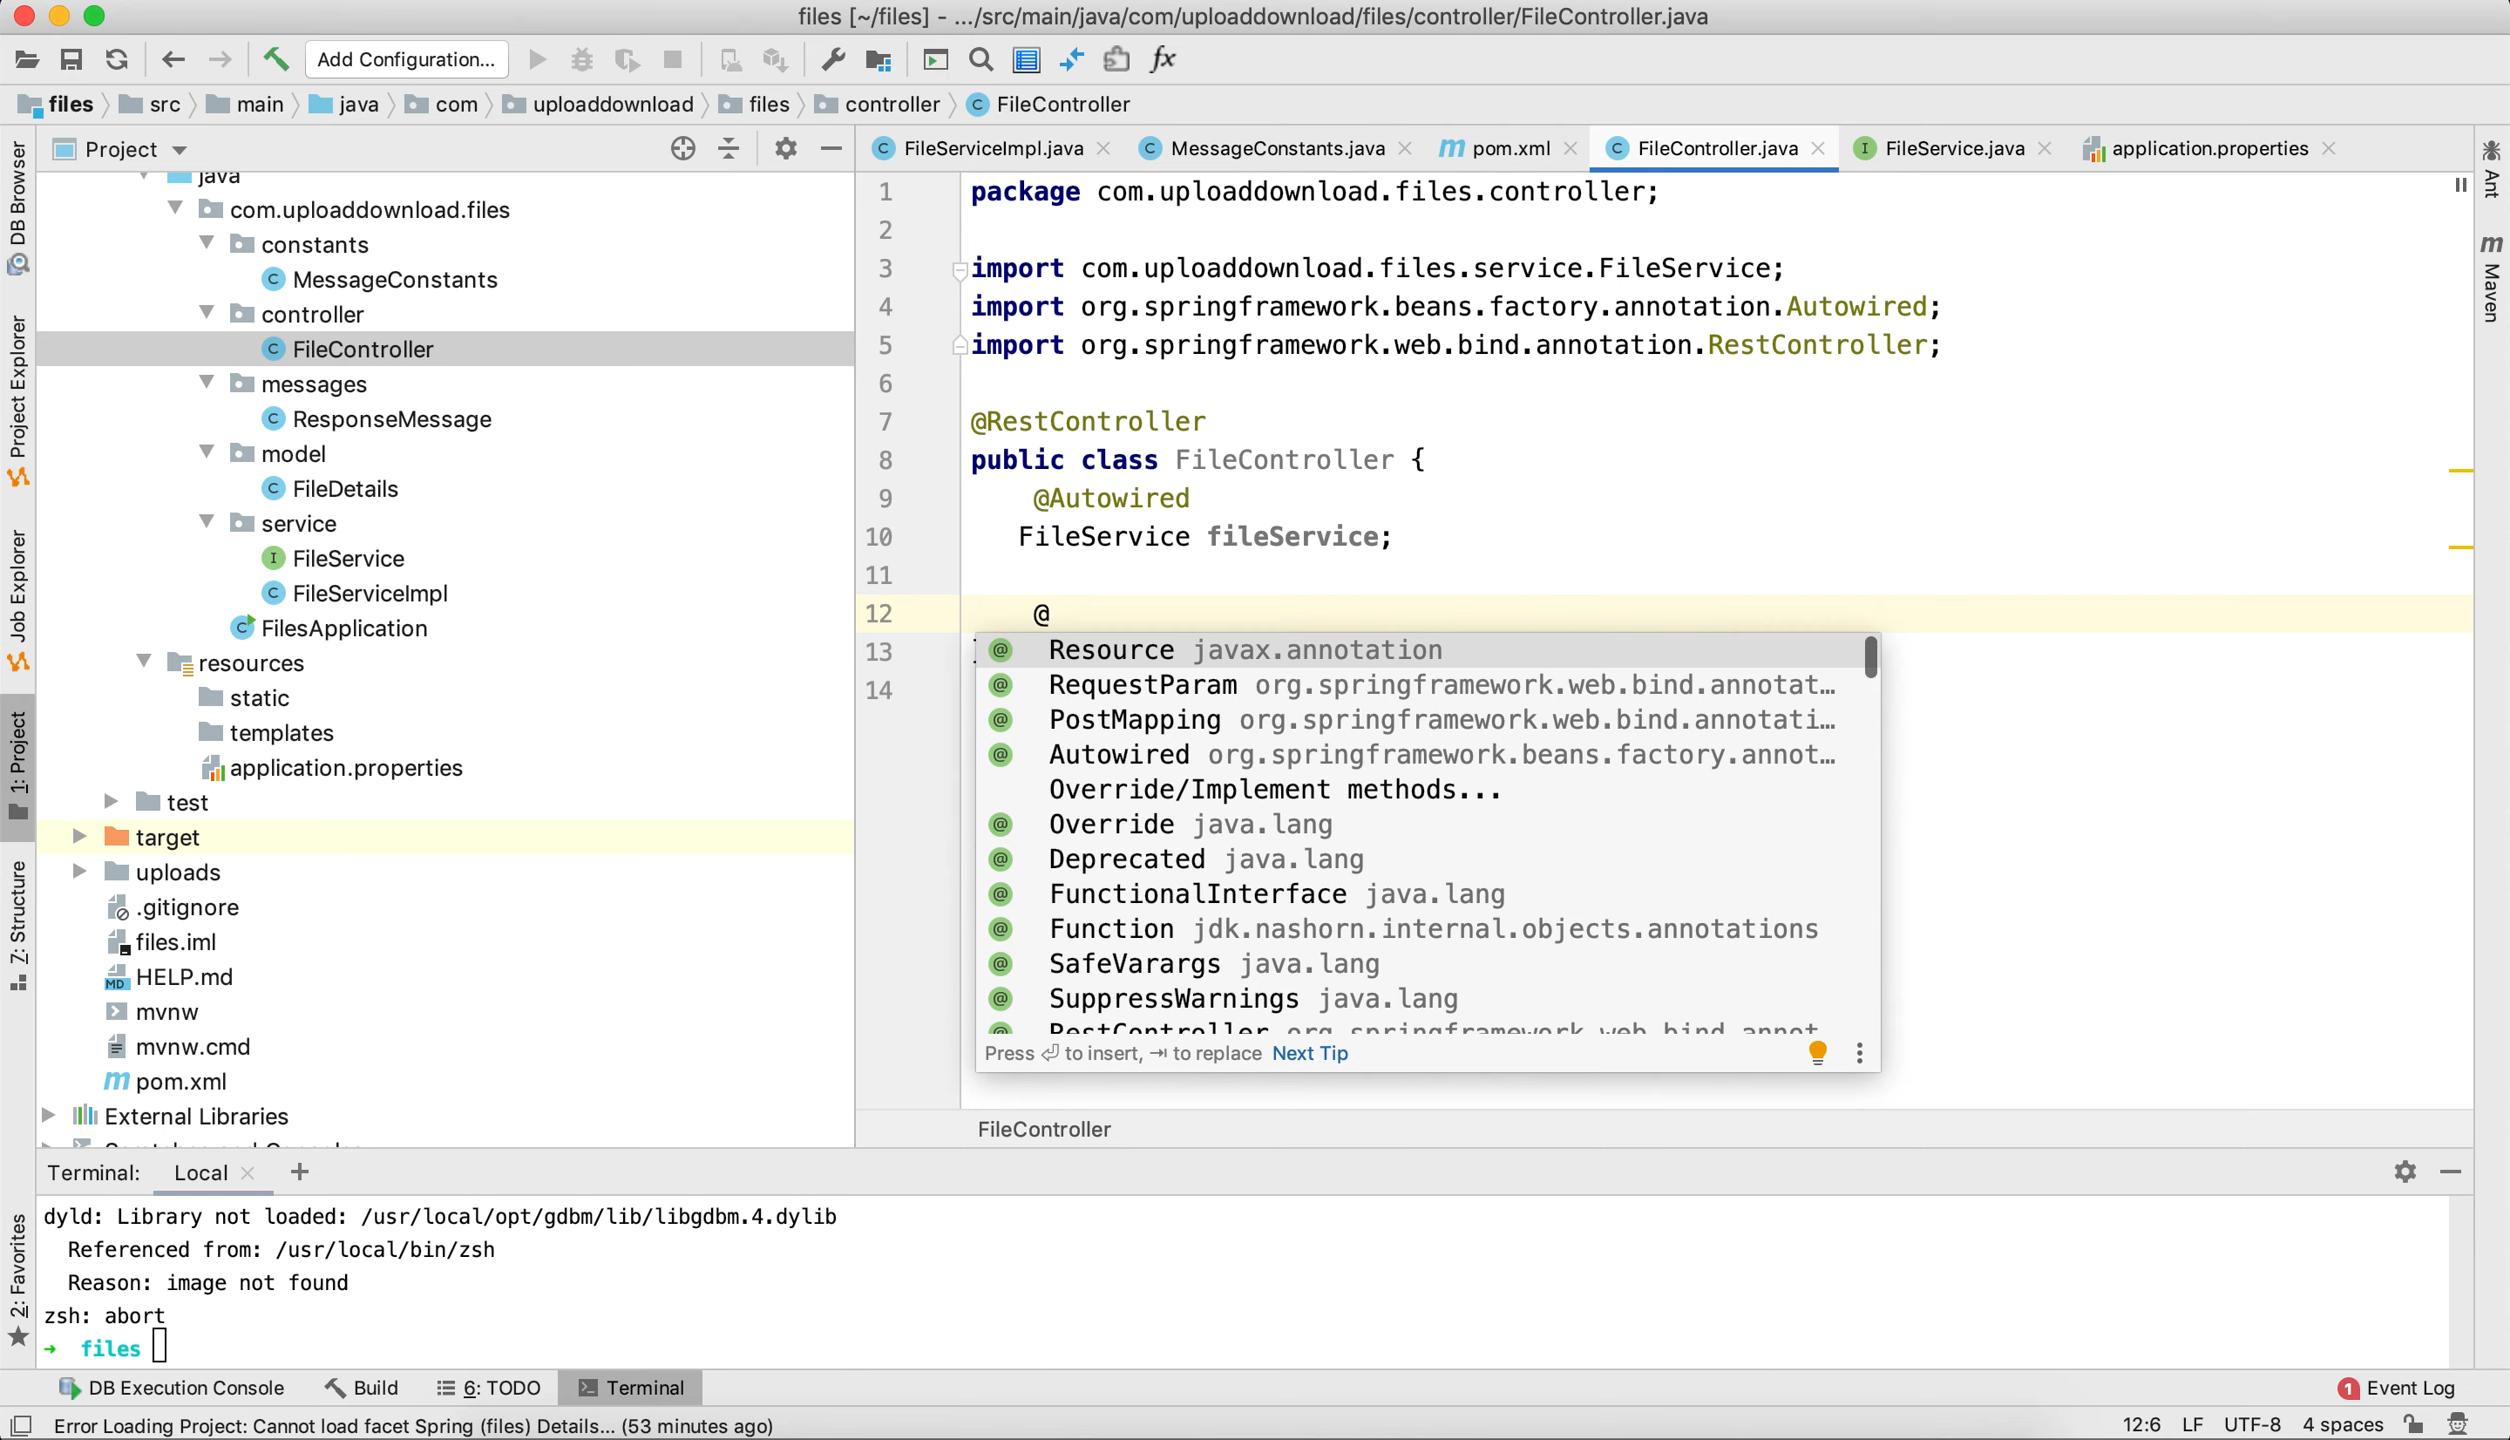 files [~/files] - .../src/main/java/com/uploaddownload/files/controller/FileController.java
Add Configuration...
files src main java com uploaddownload files controller FileController
Project
FileServiceImpl.java MessageConstants.java pom.xml FileController.java FileService.java application.properties
DB Browser
Project Explorer
Job Explorer
1: Project
7: Structure
2: Favorites
java
com.uploaddownload.files
constants
MessageConstants
controller
FileController
messages
ResponseMessage
model
FileDetails
service
FileService
FileServiceImpl
FilesApplication
resources
static
templates
application.properties
test
target
uploads
.gitignore
files.iml
HELP.md
mvnw
mvnw.cmd
pom.xml
External Libraries
1 package com.uploaddownload.files.controller;
2
3 import com.uploaddownload.files.service.FileService;
4 import org.springframework.beans.factory.annotation.Autowired;
5 import org.springframework.web.bind.annotation.RestController;
6
7 @RestController
8 public class FileController {
9 @Autowired
10 FileService fileService;
11
12 @
13
14
@ Resource javax.annotation
@ RequestParam org.springframework.web.bind.annotat...
@ PostMapping org.springframework.web.bind.annotati...
@ Autowired org.springframework.beans.factory.annot...
Override/Implement methods...
@ Override java.lang
@ Deprecated java.lang
@ FunctionalInterface java.lang
@ Function jdk.nashorn.internal.objects.annotations
@ SafeVarargs java.lang
@ SuppressWarnings java.lang
@ RestController org.springframework.web.bind.annot
Press ⏎ to insert, ⇥ to replace Next Tip
FileController
Ant
m Maven
Terminal: Local +
dyld: Library not loaded: /usr/local/opt/gdbm/lib/libgdbm.4.dylib
Referenced from: /usr/local/bin/zsh
Reason: image not found
zsh: abort
→ files
DB Execution Console Build 6: TODO Terminal 1 Event Log
Error Loading Project: Cannot load facet Spring (files) Details... (53 minutes ago) 12:6 LF UTF-8 4 spaces